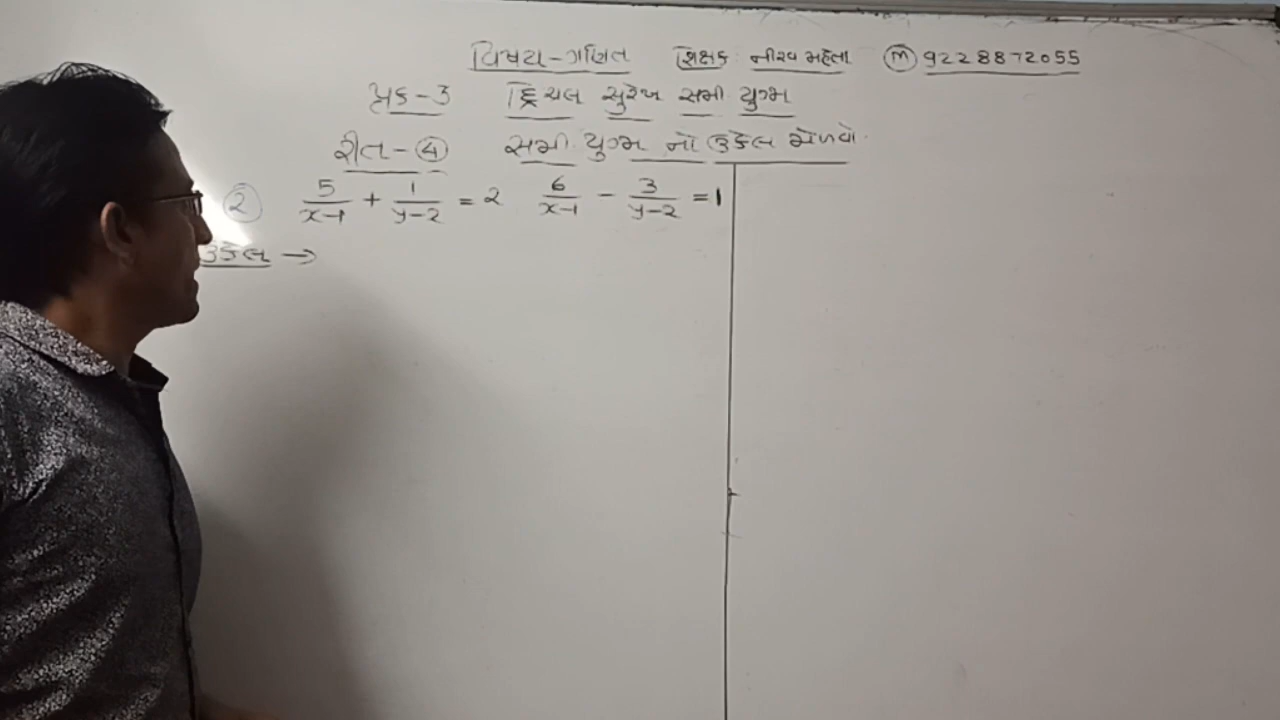 વિષય-ગણિત શિક્ષક નીરવ મહેતા (m) 9228872055
પ્રક-3 દ્વિચલ સુરેખ સમી યુગ્મ
રીત-(4) સમી યુગ્મ નો ઉકેલ મેળવો.
(2) 5/(x-1) + 1/(y-2) = 2 6/(x-1) - 3/(y-2) = 1
ઉકેલ →